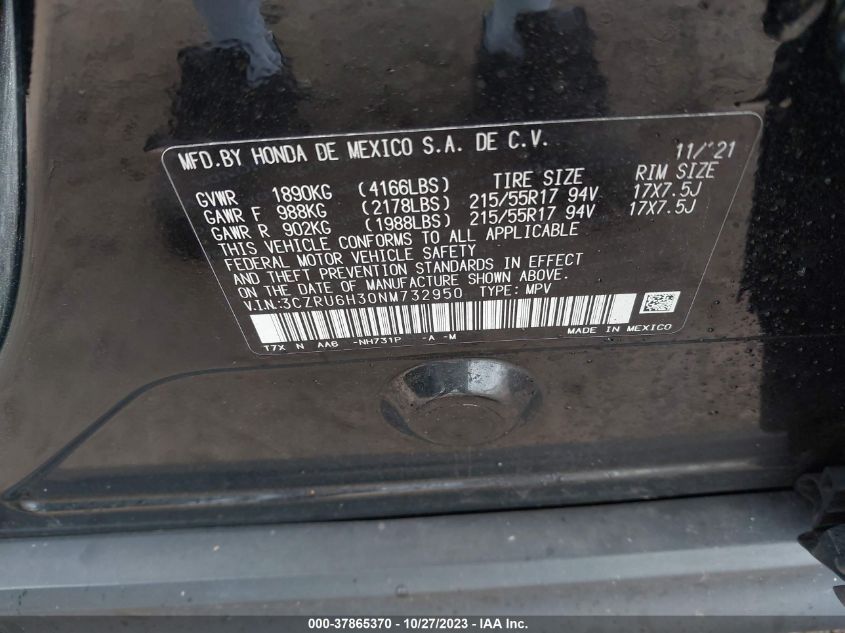 MFD.BY HONDA DE MEXICO S.A. DE C.V. 11/21
GVWR 1890KG (4166LBS) TIRE SIZE RIM SIZE
GAWR F 988KG (2178LBS) 215/55R17 94V 17X7.5J
GAWR R 902KG (1988LBS) 215/55R17 94V 17X7.5J
THIS VEHICLE CONFORMS TO ALL APPLICABLE
FEDERAL MOTOR VEHICLE SAFETY
AND THEFT PREVENTION STANDARDS IN EFFECT
ON THE DATE OF MANUFACTURE SHOWN ABOVE.
VIN:3CZRU6H30NM732950 TYPE: MPV
T7X N AA6 -NH731P -A -M MADE IN MEXICO
000-37865370 | 10/27/2023 | IAA Inc.